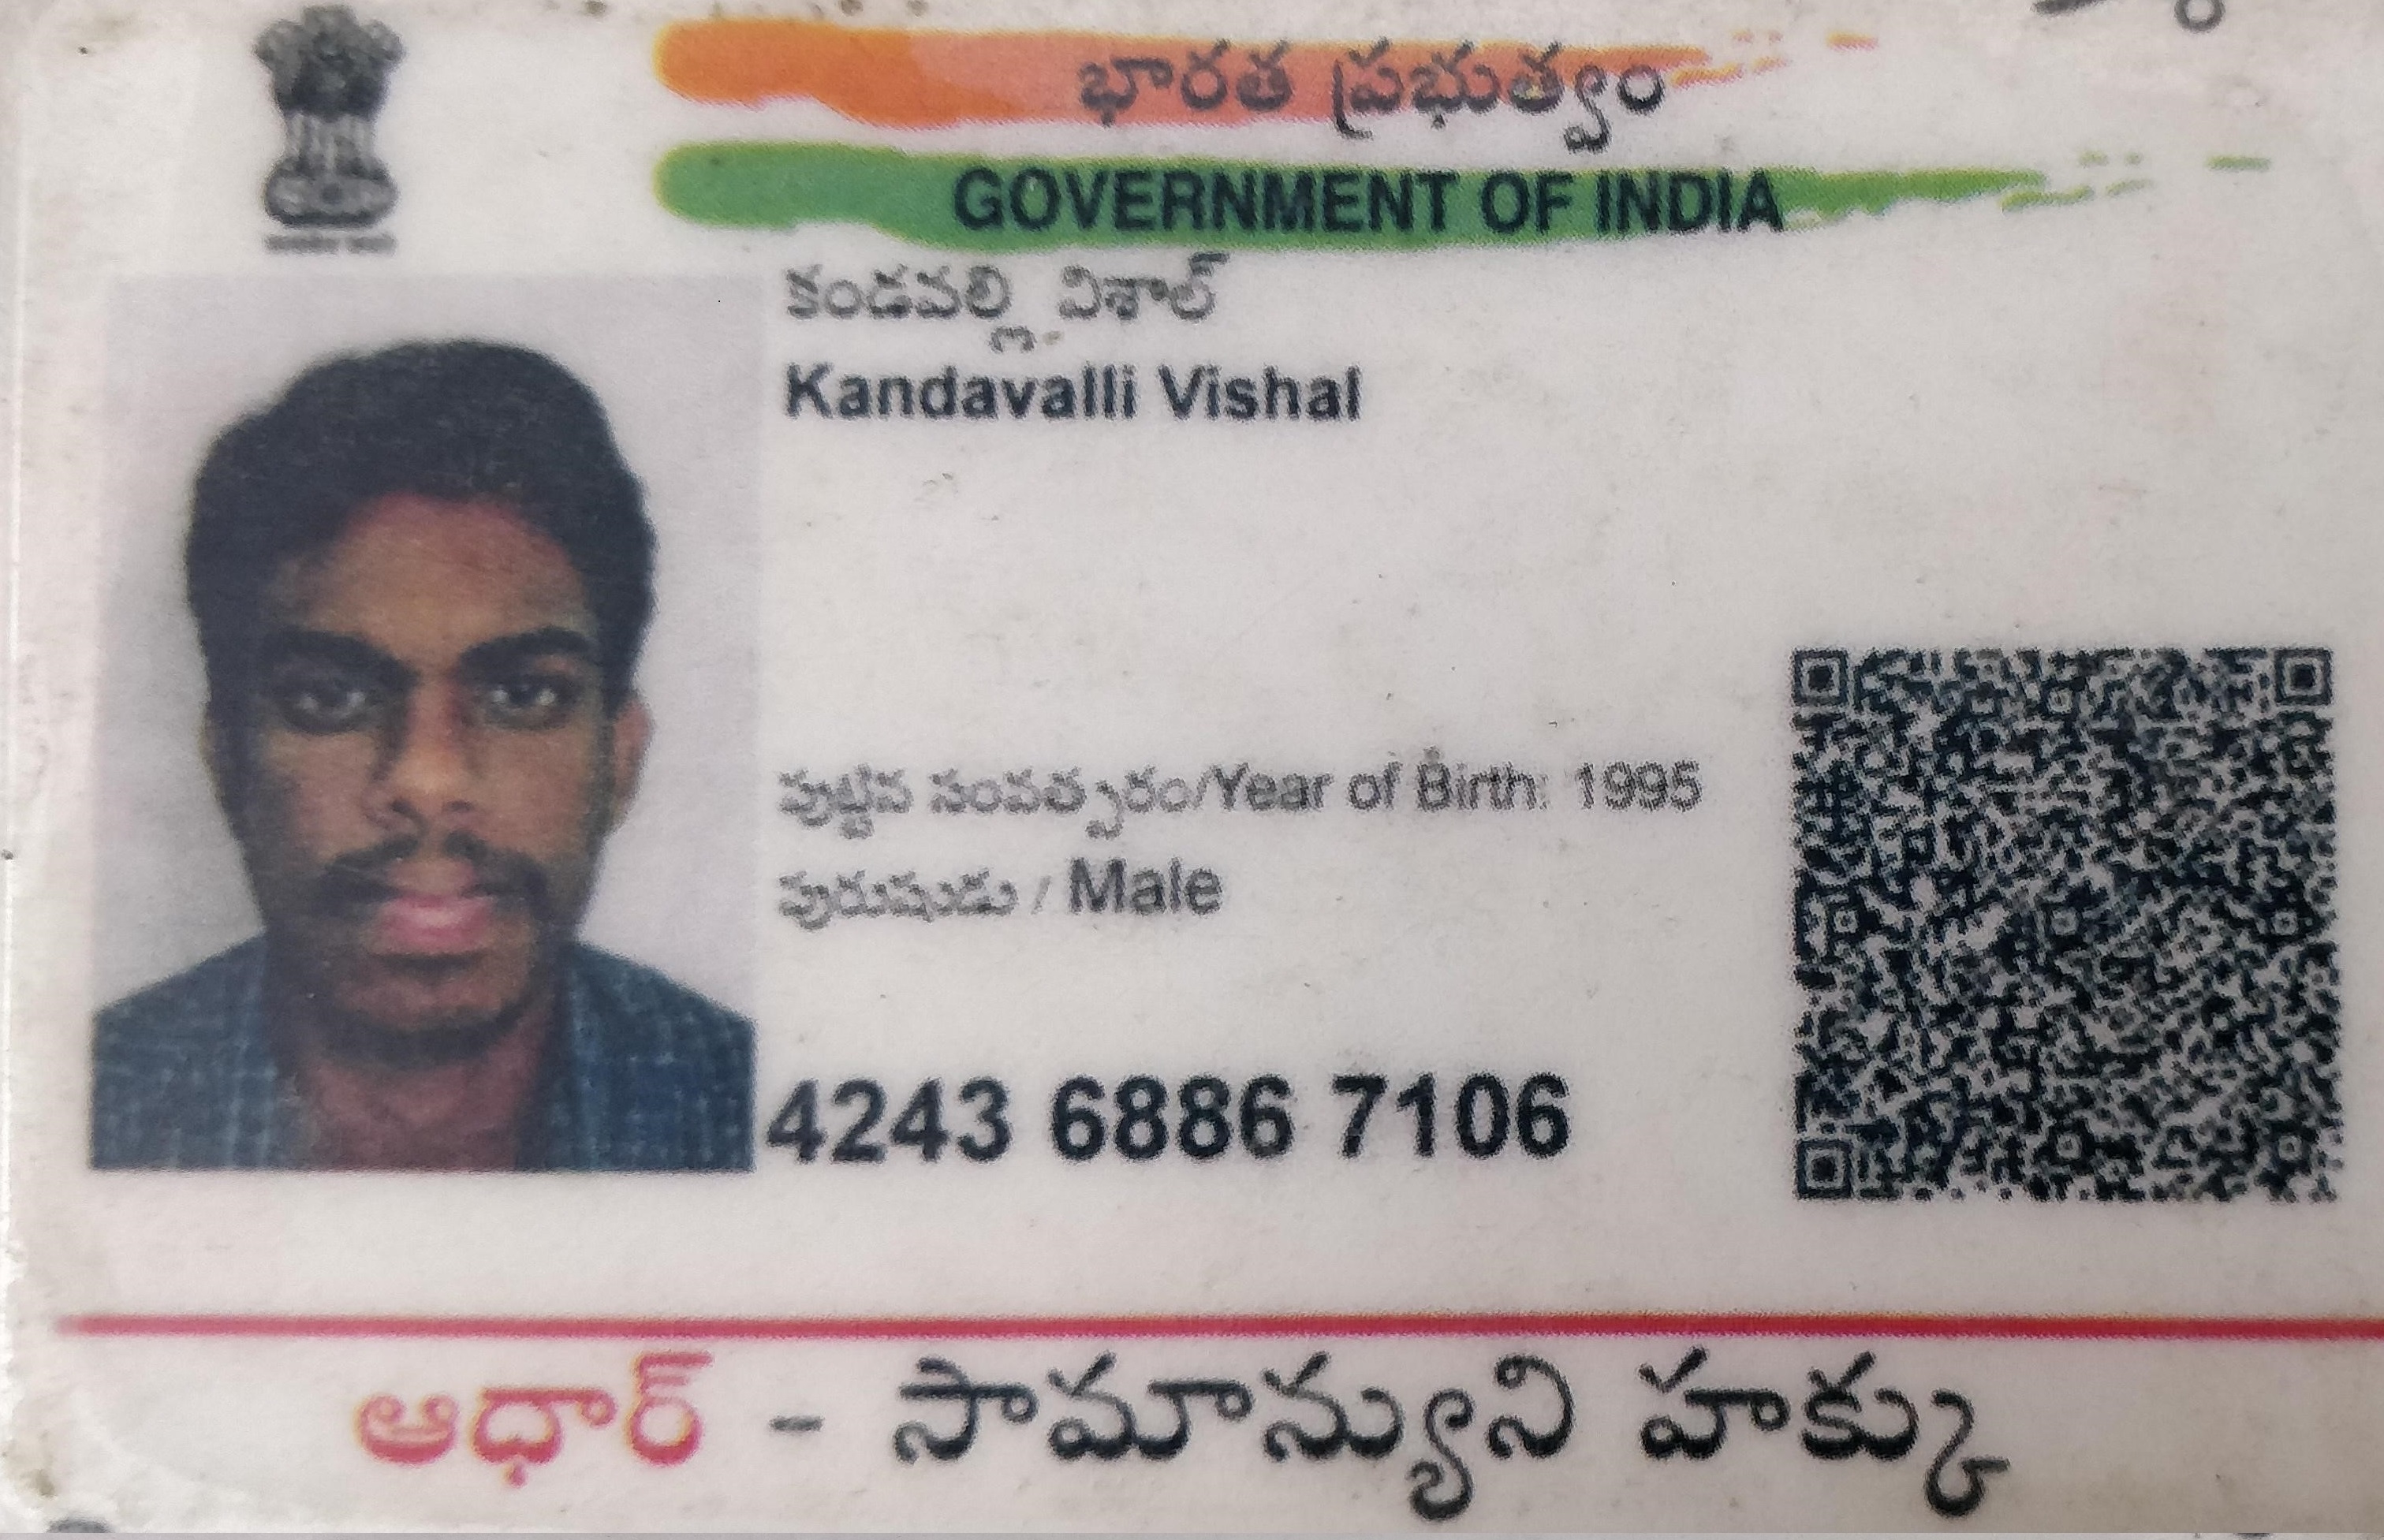 భారత ప్రభుత్వం
GOVERNMENT OF INDIA
కండవల్లి విశాల్
Kandavalli Vishal
పుట్టిన సంవత్సరం/Year of Birth: 1995
పురుషుడు / Male
4243 6886 7106
ఆధార్ - సామాన్యుని హక్కు